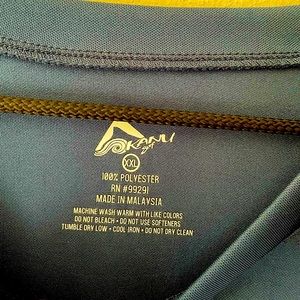 KANU
XXL
100% POLYESTER
RN #99291
MADE IN MALAYSIA
MACHINE WASH WARM WITH LIKE COLORS
DO NOT BLEACH • DO NOT USE SOFTENERS
TUMBLE DRY LOW • COOL IRON • DO NOT DRY CLEAN